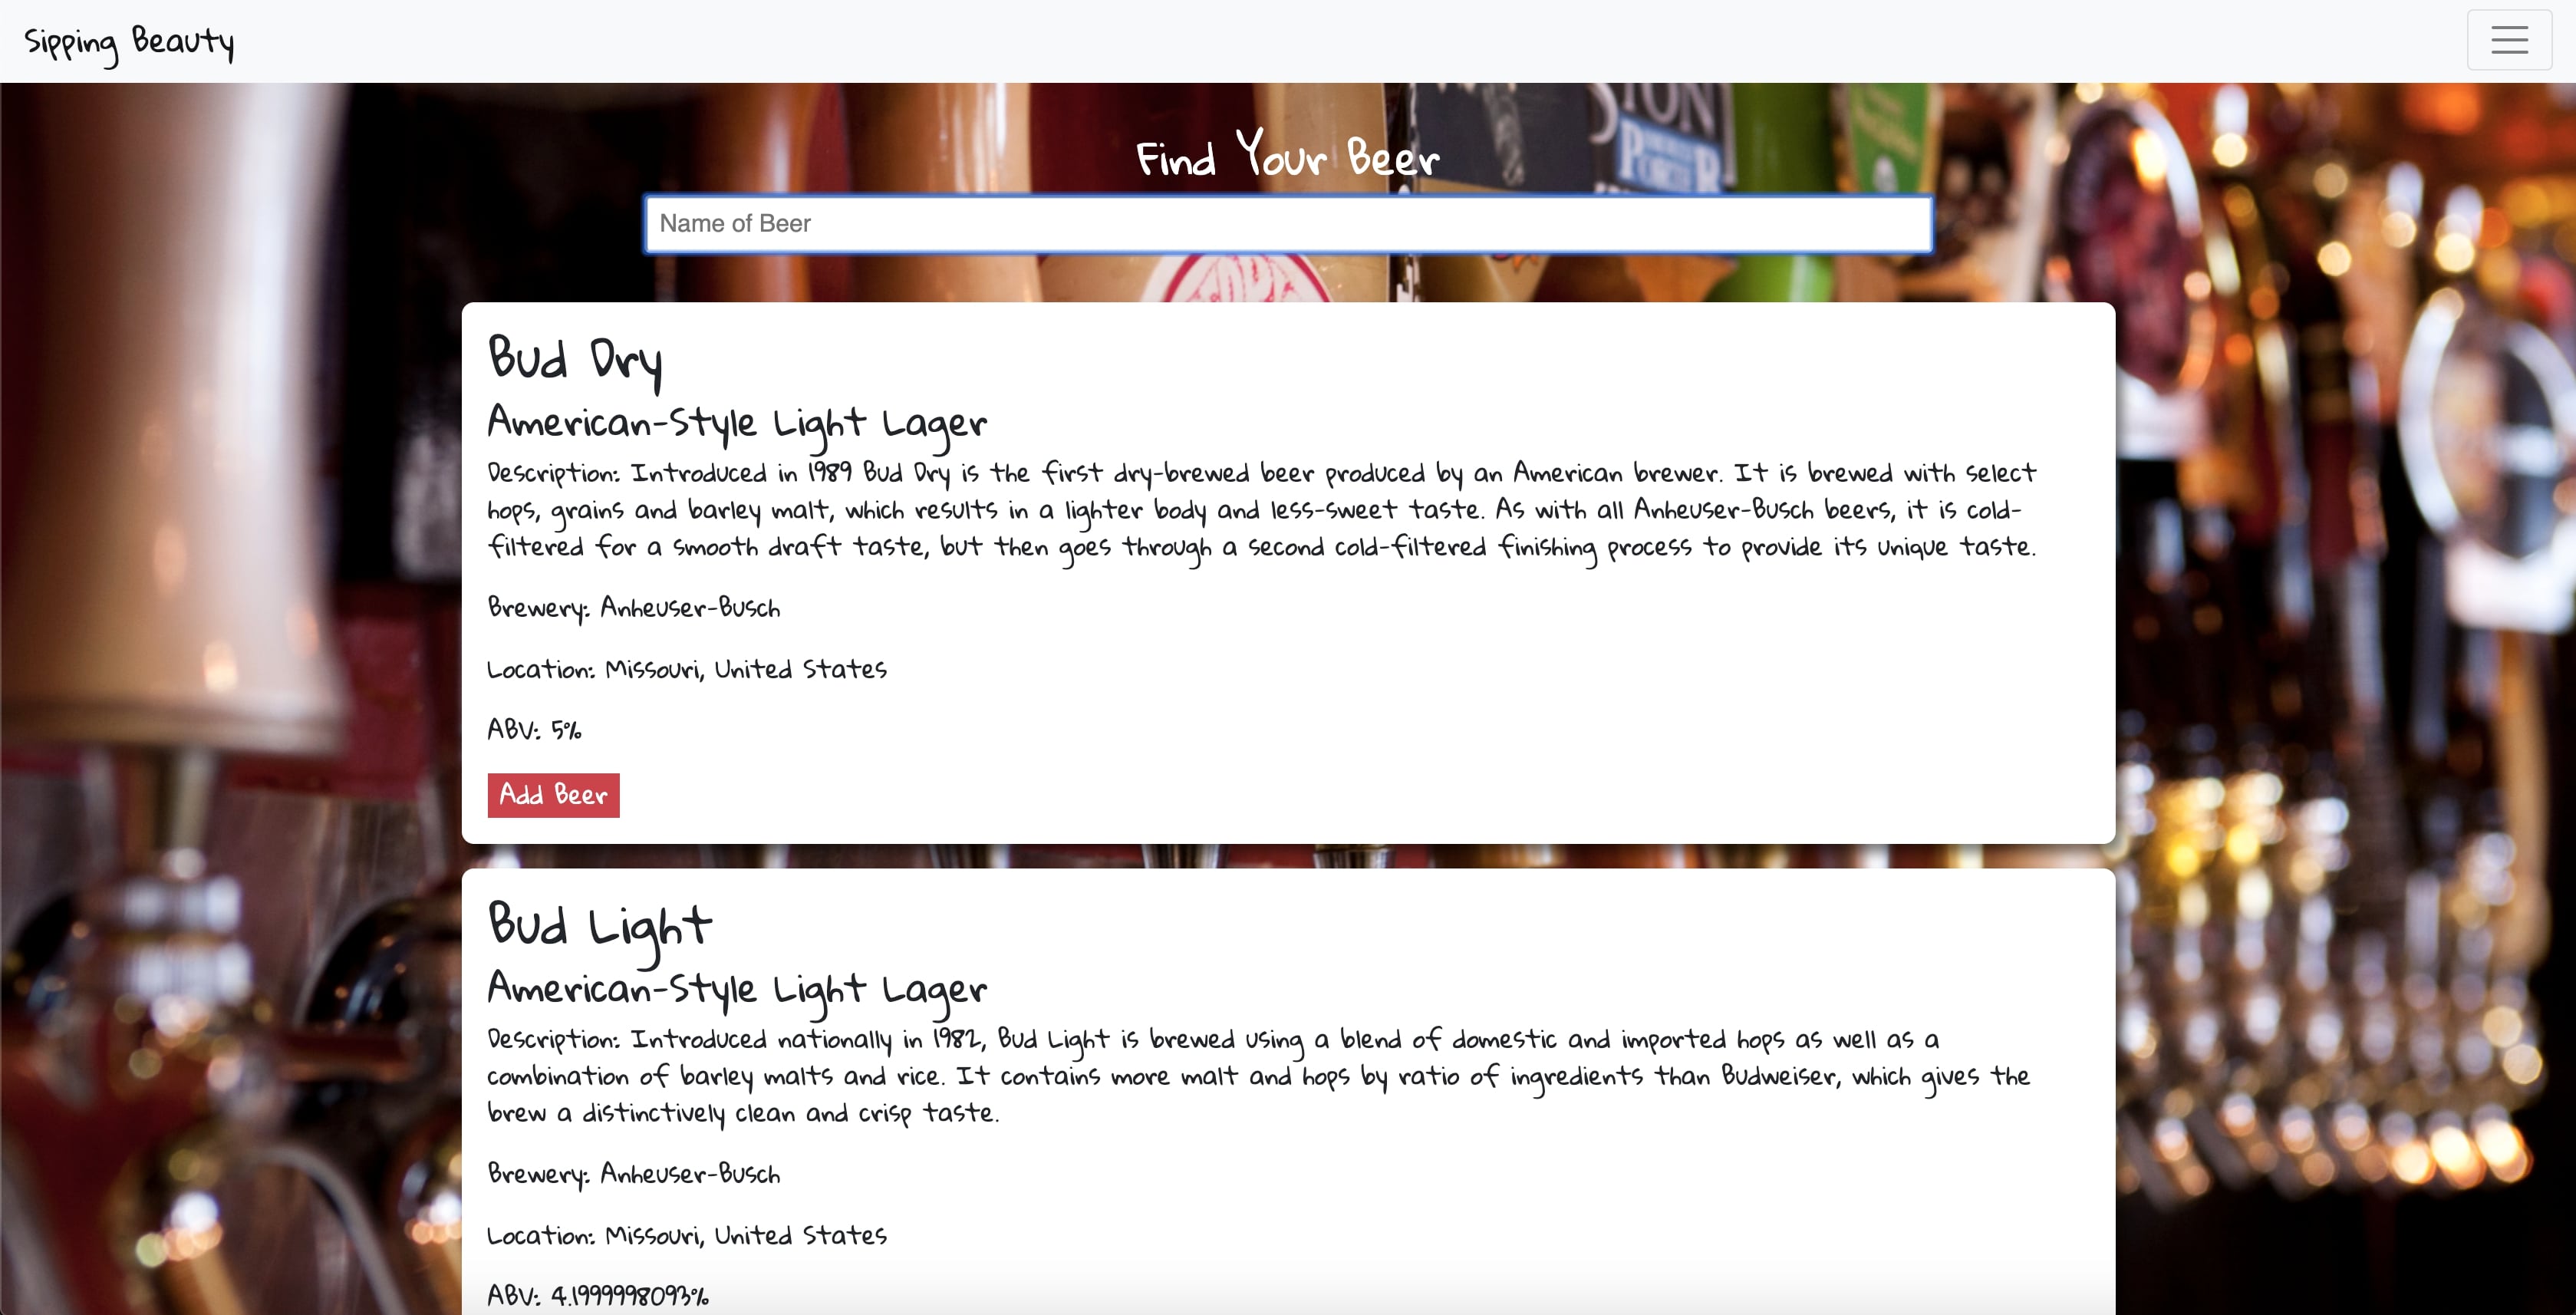 Sipping Beauty
STON
PORTER
Find Your Beer
Name of Beer
Bud Dry
American-Style Light Lager
Description: Introduced in 1989 Bud Dry is the first dry-brewed beer produced by an American brewer. It is brewed with select
hops, grains and barley malt, which results in a lighter body and less-sweet taste. As with all Anheuser-Busch beers, it is cold-
filtered for a smooth draft taste, but then goes through a second cold-filtered finishing process to provide its unique taste.
Brewery: Anheuser-Busch
Location: Missouri, United States
ABV: 5%
Add Beer
Bud Light
American-Style Light Lager
Description: Introduced nationally in 1982, Bud Light is brewed using a blend of domestic and imported hops as well as a
combination of barley malts and rice. It contains more malt and hops by ratio of ingredients than Budweiser, which gives the
brew a distinctively clean and crisp taste.
Brewery: Anheuser-Busch
Location: Missouri, United States
ABV: 4.1999998093%